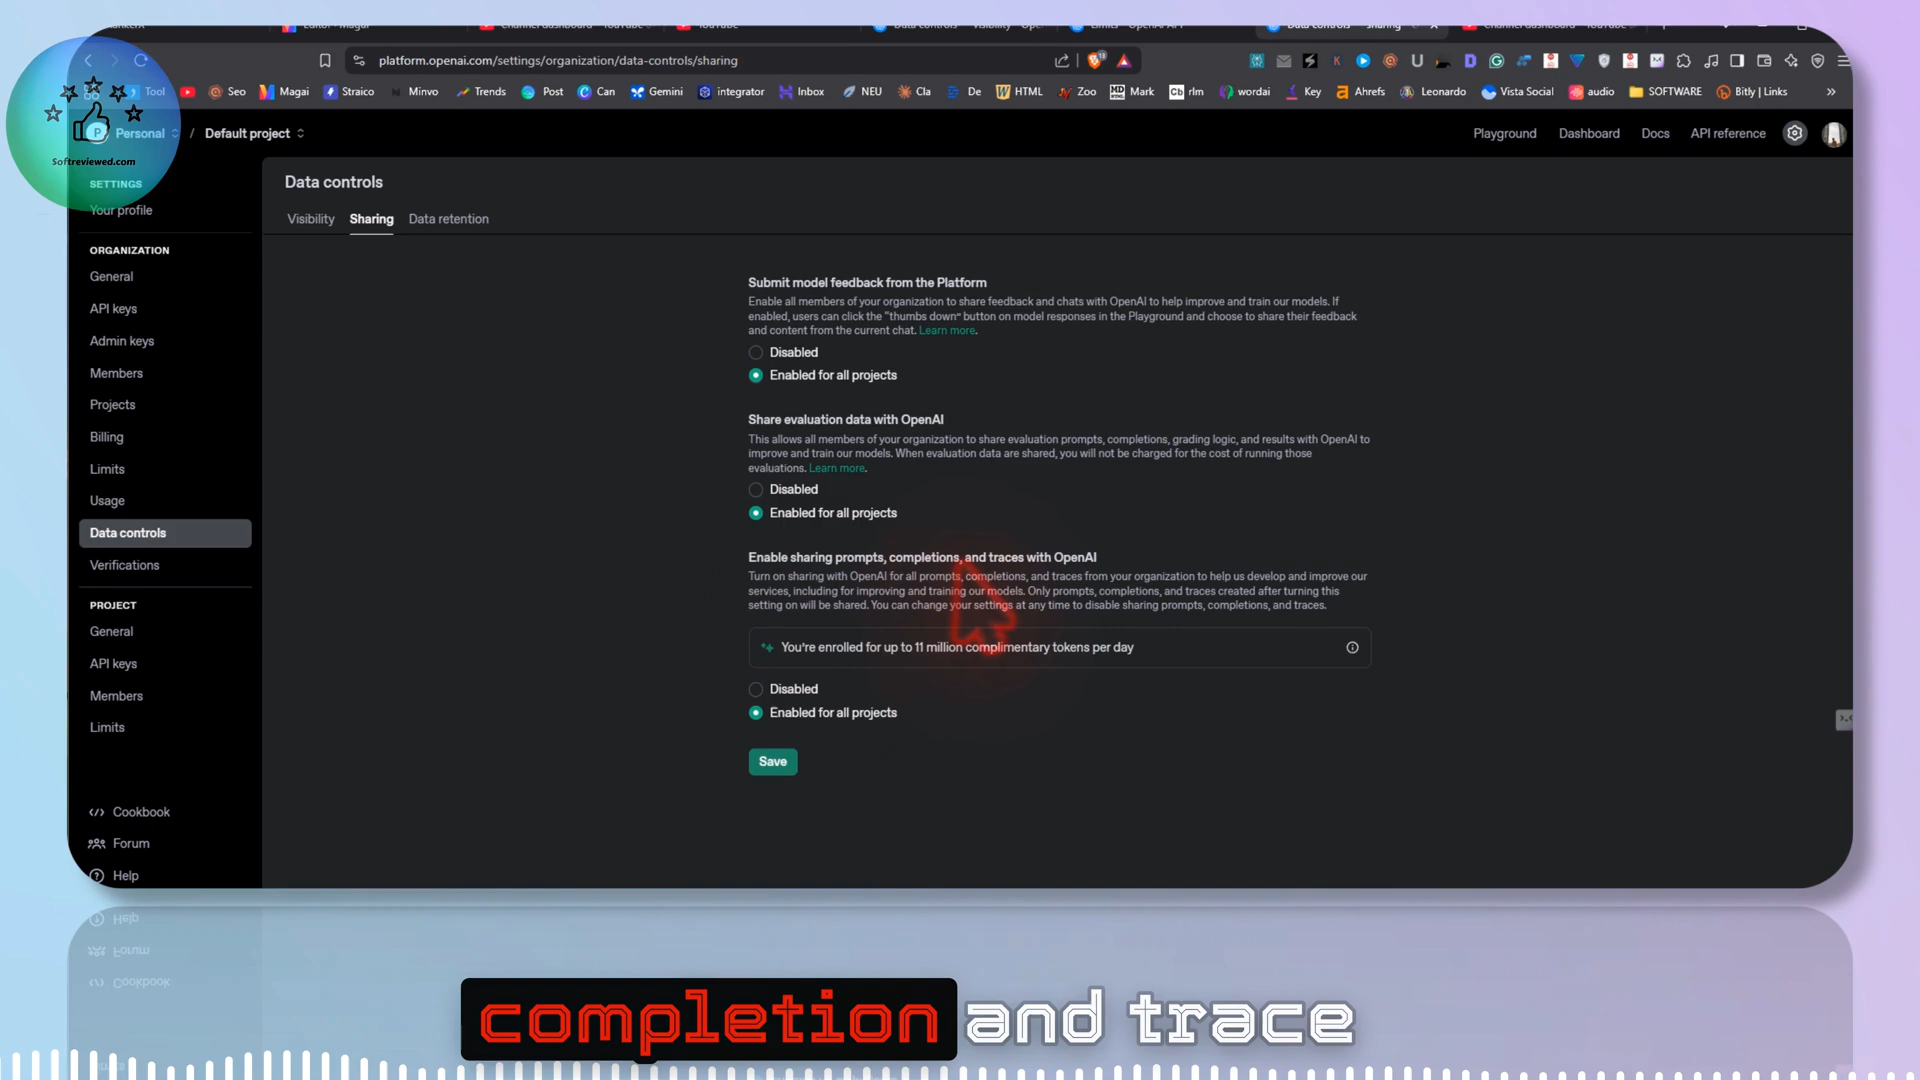 platform.openai.com/settings/organization/data-controls/sharing
Tool
Seo
Magai
Straico
Minvo
Trends
Post
Can
Gemini
integrator
Inbox
NEU
Cla
De
HTML
Zoo
Mark
rlm
wordai
Key
Ahrefs
Leonardo
Vista Social
audio
SOFTWARE
Bitly | Links
Softreviewed.com
P Personal / Default project
Playground
Dashboard
Docs
API reference
SETTINGS
Your profile
ORGANIZATION
General
API keys
Admin keys
Members
Projects
Billing
Limits
Usage
Data controls
Verifications
PROJECT
General
API keys
Members
Limits
Cookbook
Forum
Help
Data controls
Visibility
Sharing
Data retention
Submit model feedback from the Platform
Enable all members of your organization to share feedback and chats with OpenAI to help improve and train our models. If
enabled, users can click the "thumbs down" button on model responses in the Playground and choose to share their feedback
and content from the current chat. Learn more.
Disabled
Enabled for all projects
Share evaluation data with OpenAI
This allows all members of your organization to share evaluation prompts, completions, grading logic, and results with OpenAI to
improve and train our models. When evaluation data are shared, you will not be charged for the cost of running those
evaluations. Learn more.
Disabled
Enabled for all projects
Enable sharing prompts, completions, and traces with OpenAI
Turn on sharing with OpenAI for all prompts, completions, and traces from your organization to help us develop and improve our
services, including for improving and training our models. Only prompts, completions, and traces created after turning this
setting on will be shared. You can change your settings at any time to disable sharing prompts, completions, and traces.
You're enrolled for up to 11 million complimentary tokens per day
Disabled
Enabled for all projects
Save
completion and trace